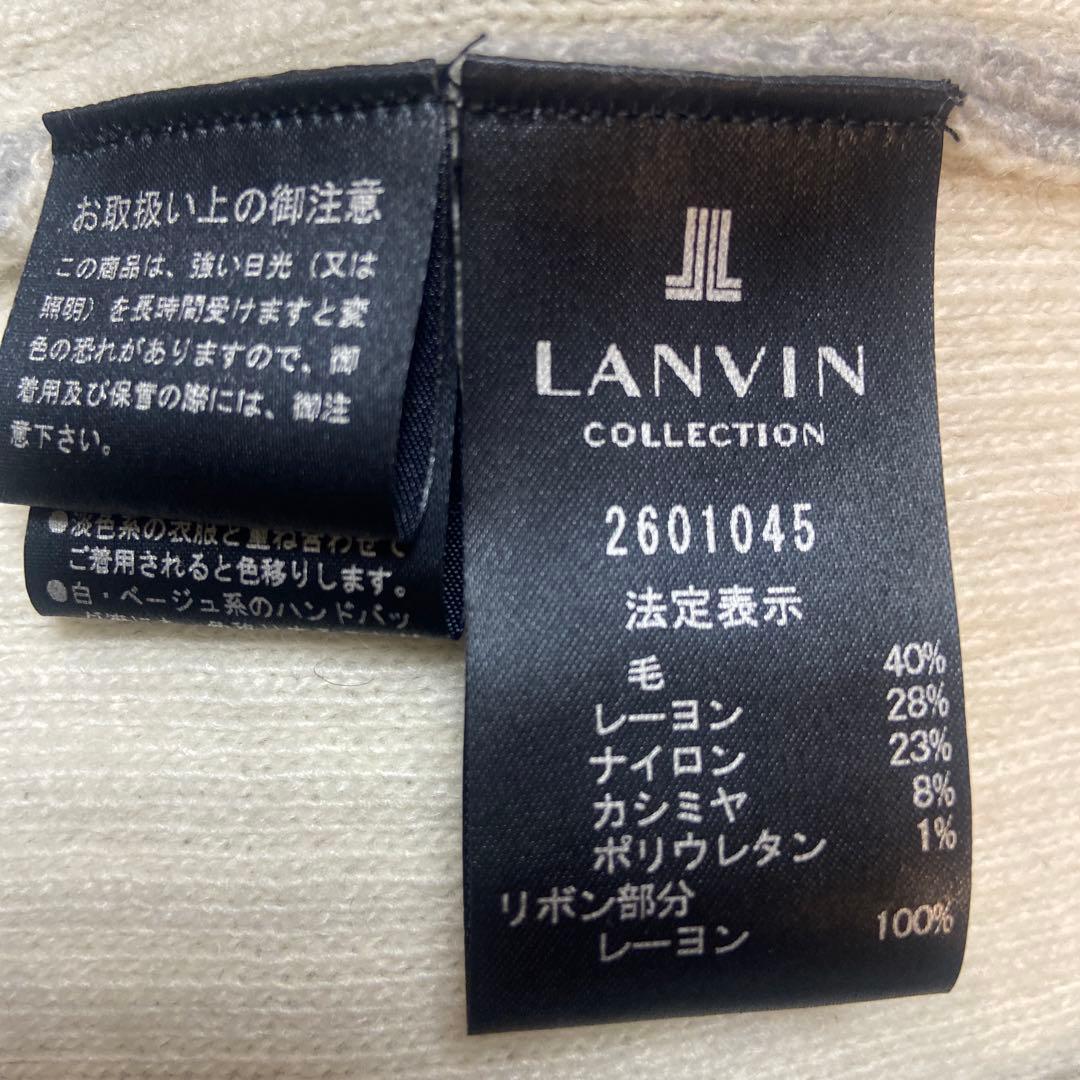 お取扱い上の御注意
この商品は、強い日光（又は
照明）を長時間受けますと変
色の恐れがありますので、御
着用及び保管の際には、御注
意下さい。
●淡色系の衣服と重ね合わせて
ご着用されると色移りします。
●白・ベージュ系のハンドバッ
LANVIN
COLLECTION
2601045
法定表示
毛 40%
レーヨン 28%
ナイロン 23%
カシミヤ 8%
ポリウレタン 1%
リボン部分
レーヨン 100%